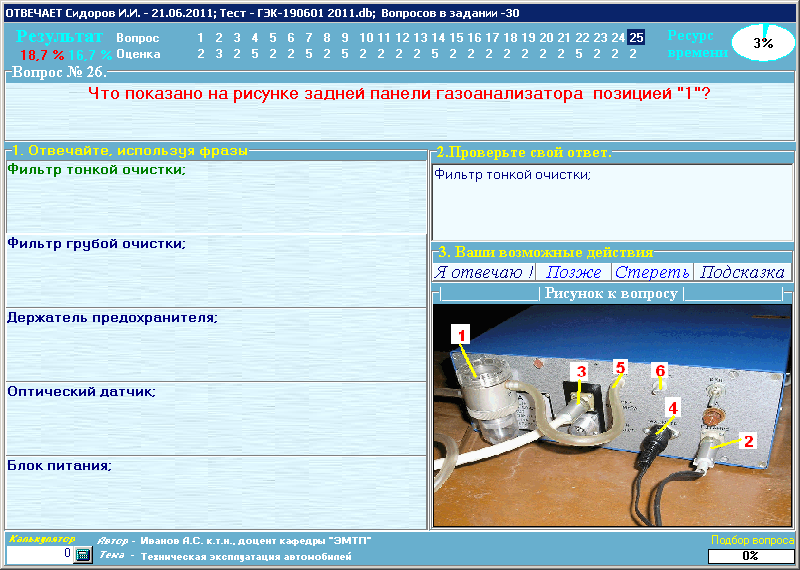 ОТВЕЧАЕТ Сидоров И.И. - 21.06.2011; Тест - ГЭК-190601 2011.db; Вопросов в задании -30
Результат
18,7 % 16,7 %
Вопрос 1 2 3 4 5 6 7 8 9 10 11 12 13 14 15 16 17 18 19 20 21 22 23 24 25
Оценка 2 3 2 5 2 2 5 2 5 2 2 2 2 5 5 2 2 2 2 2 2 5 2 2
Ресурс времени
3%
Вопрос № 26.
Что показано на рисунке задней панели газоанализатора позицией "1"?
1. Отвечайте, используя фразы
Фильтр тонкой очистки;
Фильтр грубой очистки;
Держатель предохранителя;
Оптический датчик;
Блок питания;
2.Проверьте свой ответ.
Фильтр тонкой очистки;
3. Ваши возможные действия
Я отвечаю ! Позже Стереть Подсказка
Рисунок к вопросу
1
3
5
6
4
2
Калькулятор
0
Автор - Иванов А.С. к.т.н., доцент кафедры "ЭМТП"
Тема - Техническая эксплуатация автомобилей
Подбор вопроса
0%